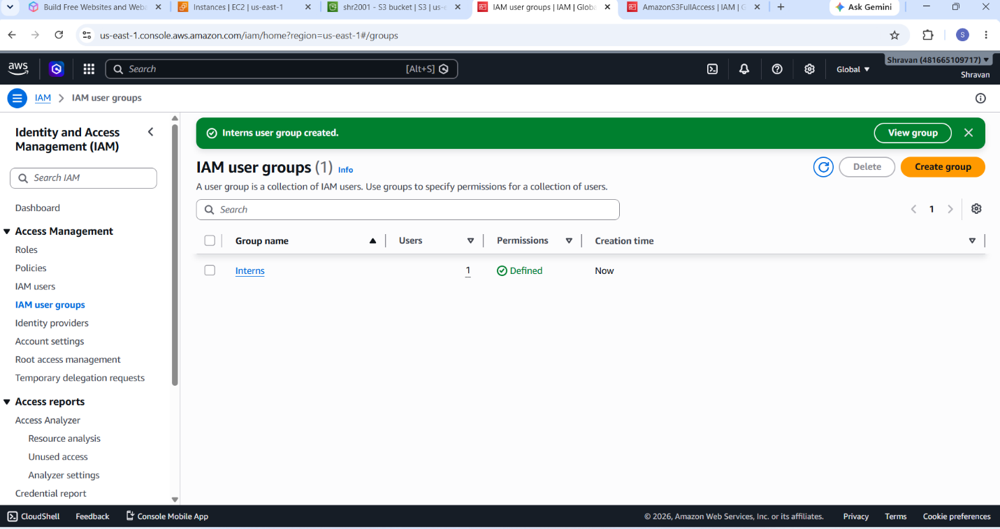 Build Free Websites and Weba
Instances | EC2 | us-east-1
shr2001 - S3 bucket | S3 | us-e
IAM user groups | IAM | Globa
AmazonS3FullAccess | IAM | G
Ask Gemini
us-east-1.console.aws.amazon.com/iam/home?region=us-east-1#/groups
S
aws
Search
[Alt+S]
Global
Shravan (481665109717)
Shravan
IAM
IAM user groups
Identity and Access
Management (IAM)
Search IAM
Dashboard
Access Management
Roles
Policies
IAM users
IAM user groups
Identity providers
Account settings
Root access management
Temporary delegation requests
Access reports
Access Analyzer
Resource analysis
Unused access
Analyzer settings
Credential report
Interns user group created.
View group
IAM user groups (1) Info
Delete
Create group
A user group is a collection of IAM users. Use groups to specify permissions for a collection of users.
Search
1
Group name
Users
Permissions
Creation time
Interns
1
Defined
Now
CloudShell
Feedback
Console Mobile App
© 2026, Amazon Web Services, Inc. or its affiliates.
Privacy
Terms
Cookie preferences